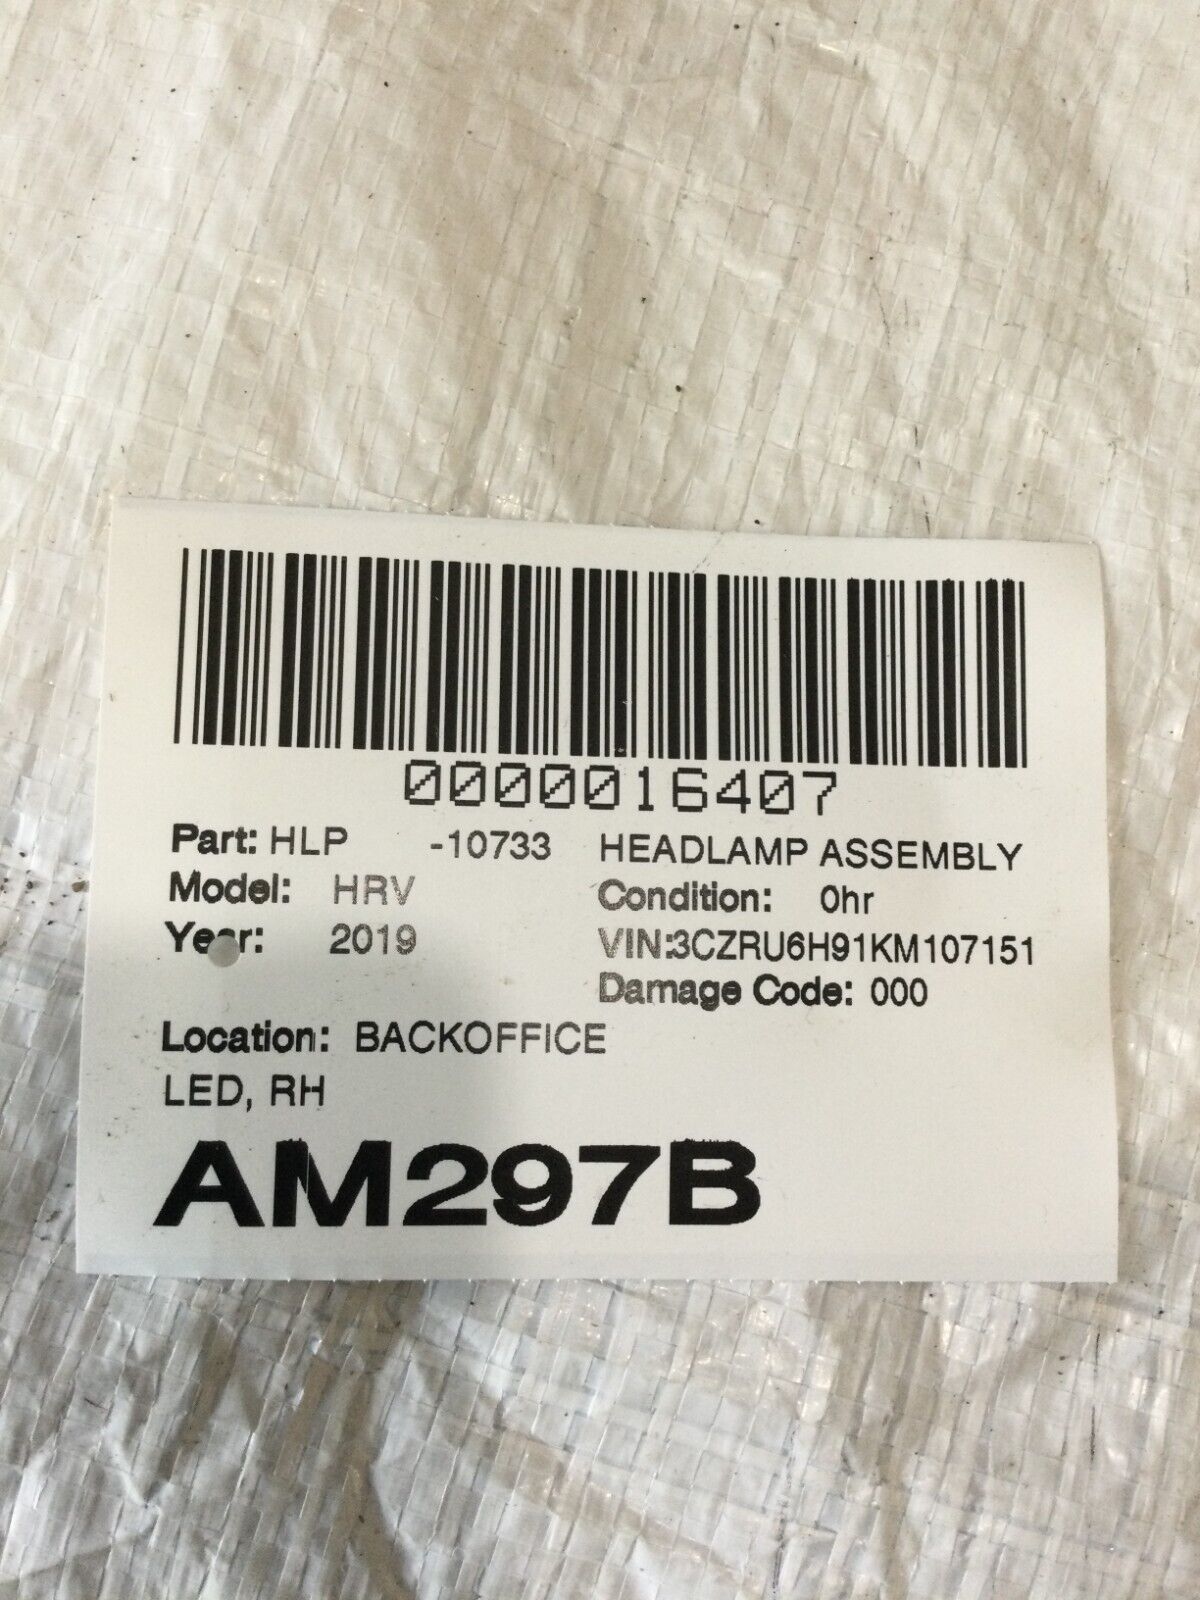 0000016407
Part: HLP -10733 HEADLAMP ASSEMBLY
Model: HRV Condition: 0hr
Year: 2019 VIN:3CZRU6H91KM107151
Damage Code: 000
Location: BACKOFFICE
LED, RH
AM297B